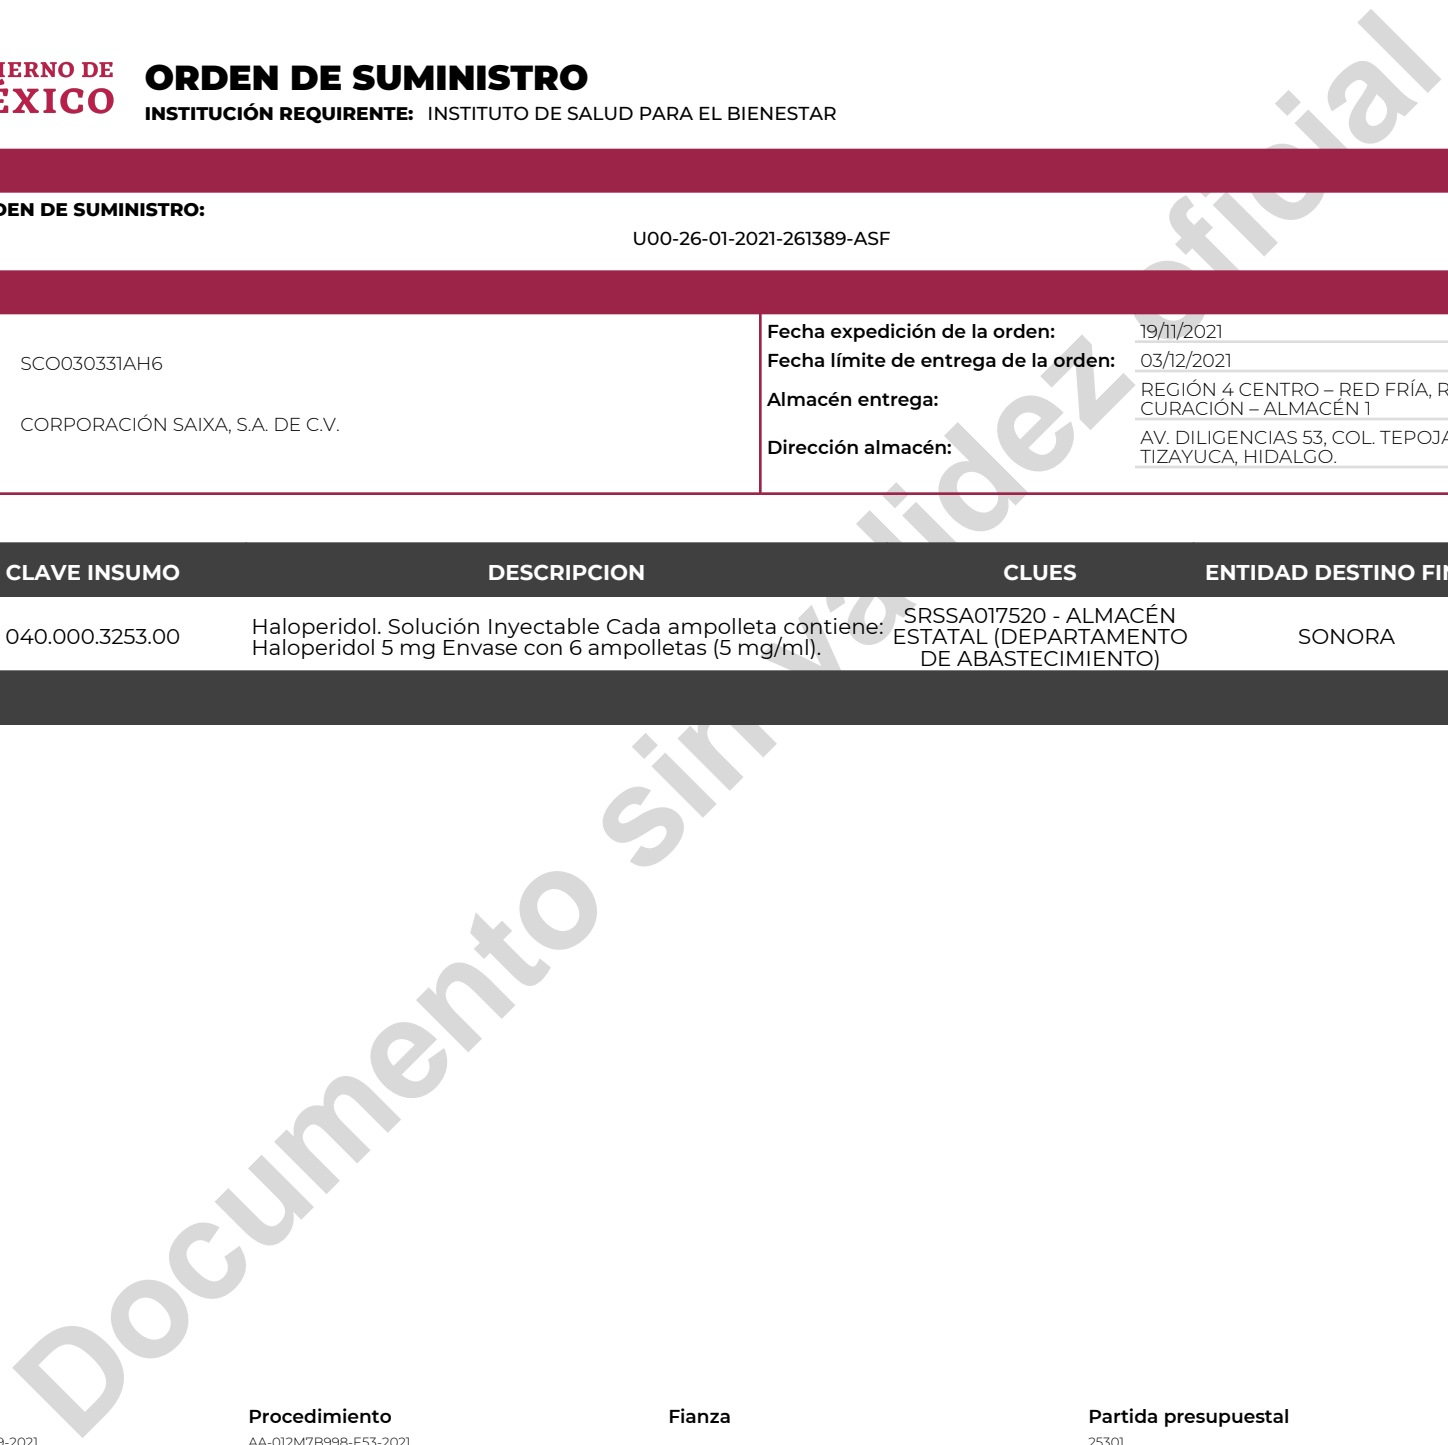 ORDEN DE SUMINISTRO
INSTITUCIÓN REQUIRENTE: INSTITUTO DE SALUD PARA EL BIENESTAR
DE
DE SUMINISTRO:
U00-26-01-2021-261389-ASF
SCO030331AH6
CORPORACIÓN SAIXA, S.A. DE C.V.
Fecha expedición de la orden: 19/11/2021
Fecha límite de entrega de la orden: 03/12/2021
Almacén entrega: REGIÓN 4 CENTRO – RED FRÍA,
CURACIÓN – ALMACÉN 1
Dirección almacén: AV. DILIGENCIAS 53, COL.
TIZAYUCA, HIDALGO.
CLAVE INSUMO DESCRIPCION CLUES ENTIDAD DESTINO
040.000.3253.00
Haloperidol. Solución Inyectable Cada ampolleta contiene:
Haloperidol 5 mg Envase con 6 ampolletas (5 mg/ml).
SRSSA017520 - ALMACÉN
ESTATAL (DEPARTAMENTO
DE ABASTECIMIENTO)
SONORA
Documento sin validez oficial
Procedimiento Fianza Partida presupuestal
AA-012M7B998-E53-2021 25301